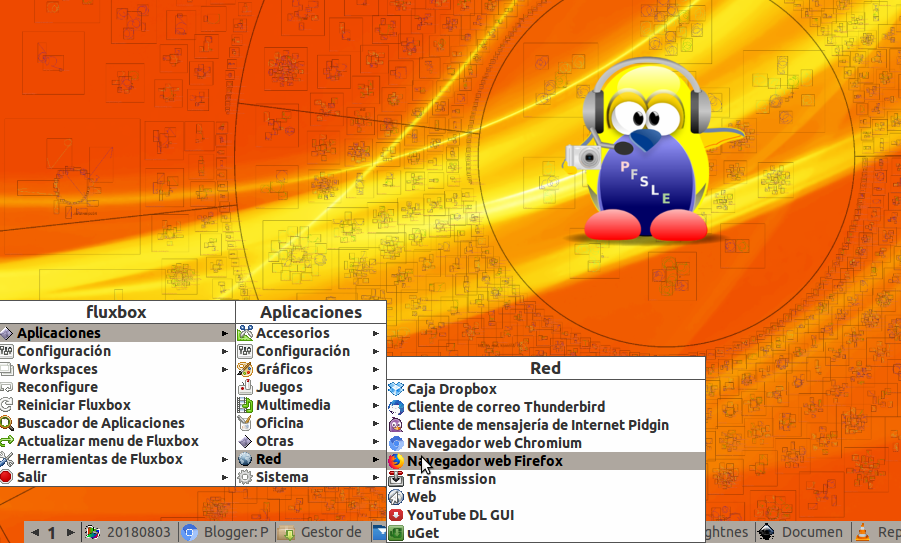 PFSLE
fluxbox
Aplicaciones
Configuración
Workspaces
Reconfigure
Reiniciar Fluxbox
Buscador de Aplicaciones
Actualizar menu de Fluxbox
Herramientas de Fluxbox
Salir
Aplicaciones
Accesorios
Configuración
Gráficos
Juegos
Multimedia
Oficina
Otras
Red
Sistema
Red
Caja Dropbox
Cliente de correo Thunderbird
Cliente de mensajería de Internet Pidgin
Navegador web Chromium
Navegador web Firefox
Transmission
Web
YouTube DL GUI
uGet
1 20180803 Blogger: P Gestor de ghtnes Documen Rep